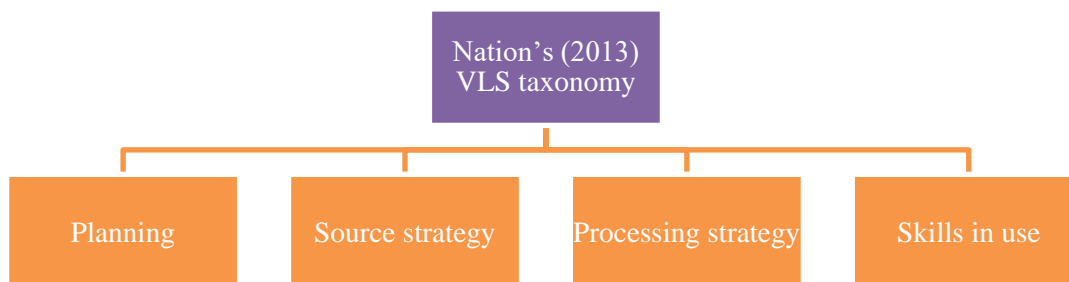 Nation’s (2013)
VLS taxonomy
Planning
Source strategy
Processing strategy
Skills in use